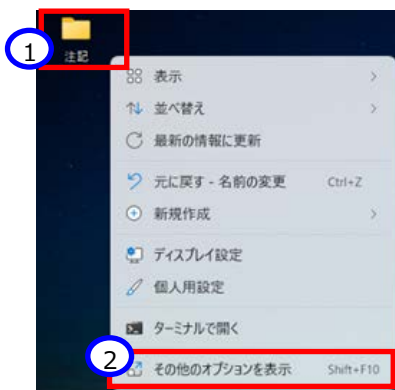 1
注記
表示
並べ替え
最新の情報に更新
元に戻す - 名前の変更 Ctrl+Z
新規作成
ディスプレイ設定
個人用設定
ターミナルで開く
2
その他のオプションを表示 Shift+F10